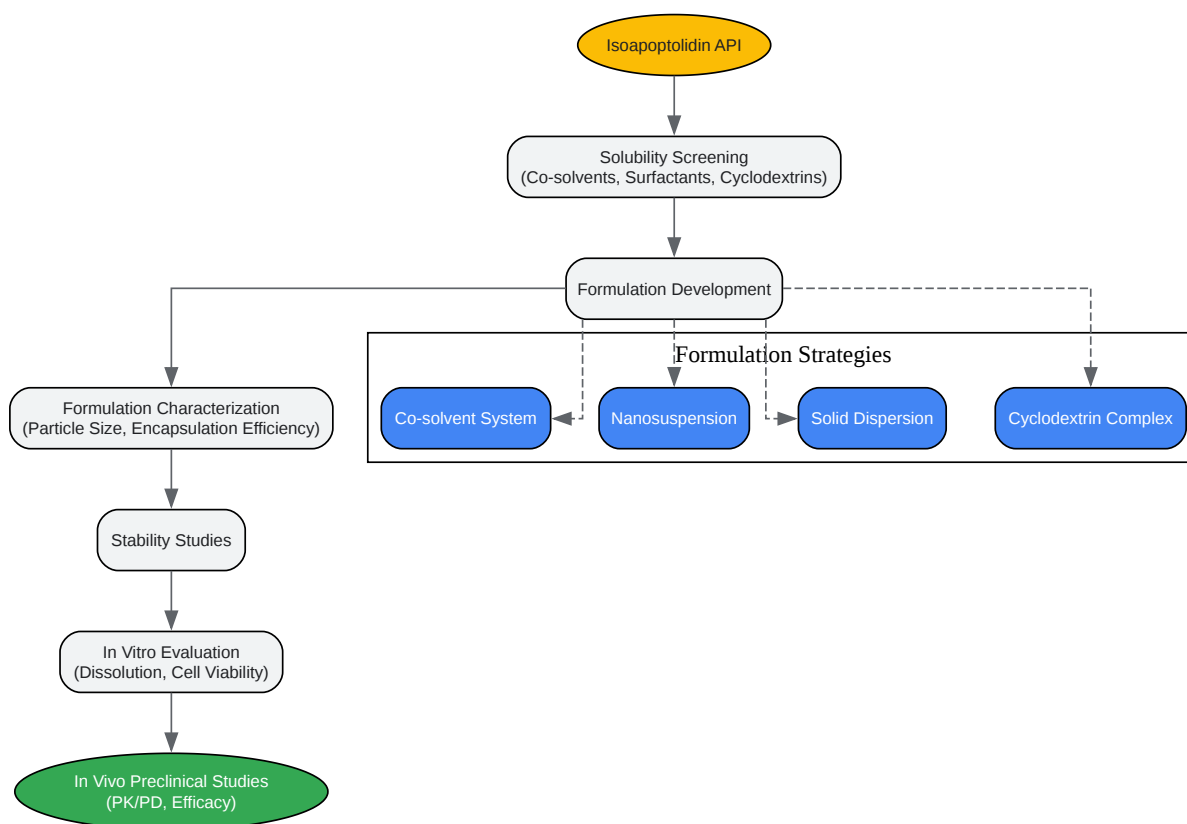 Isoapoptolidin API
Solubility Screening
(Co-solvents, Surfactants, Cyclodextrins)
Formulation Development
Formulation Strategies
Co-solvent System
Nanosuspension
Solid Dispersion
Cyclodextrin Complex
Formulation Characterization
(Particle Size, Encapsulation Efficiency)
Stability Studies
In Vitro Evaluation
(Dissolution, Cell Viability)
In Vivo Preclinical Studies
(PK/PD, Efficacy)